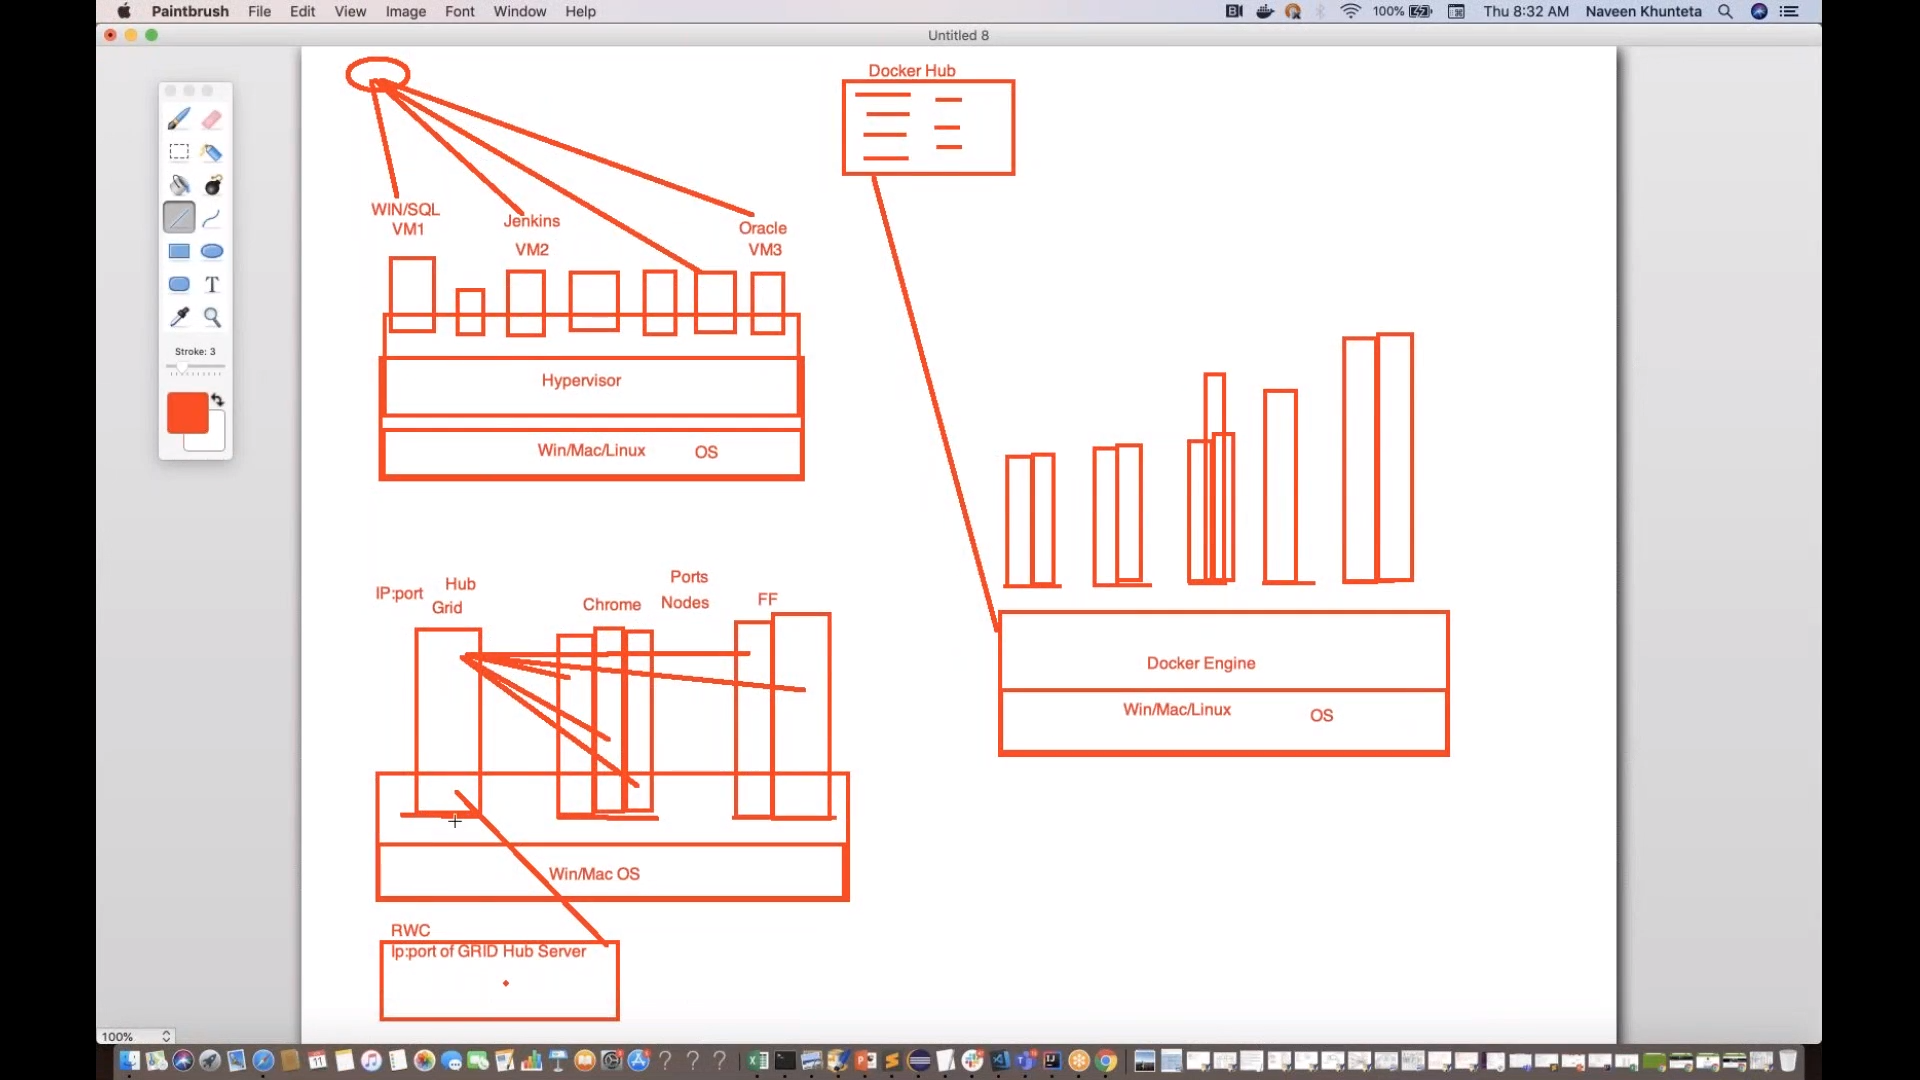 Paintbrush File Edit View Image Font Window Help 100% Thu 8:32 AM Naveen Khunteta
Untitled 8
Docker Hub
WIN/SQL
VM1
Jenkins
VM2
Oracle
VM3
Hypervisor
Win/Mac/Linux OS
Stroke: 3
IP:port
Hub
Grid
Chrome
Ports
Nodes
FF
Win/Mac OS
RWC
Ip:port of GRID Hub Server
Docker Engine
Win/Mac/Linux OS
100%